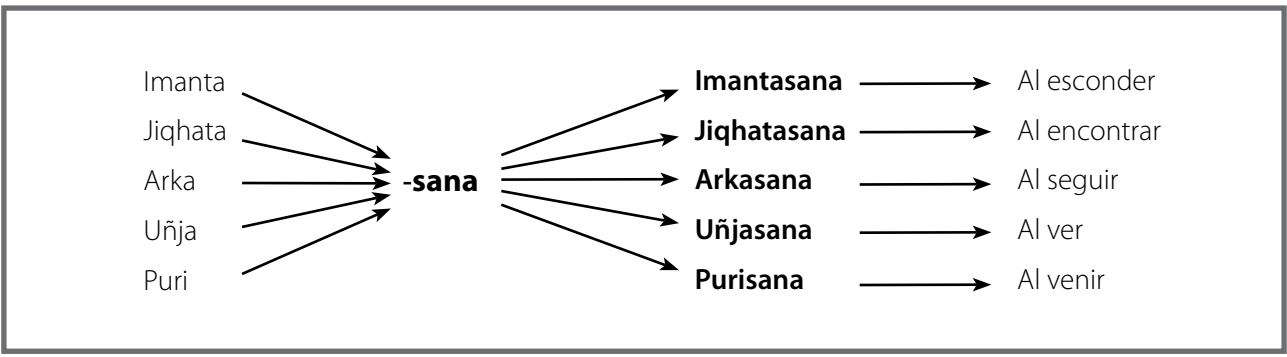 Imanta Imantasana Al esconder
Jiqhata Jiqhatasana Al encontrar
Arka -sana Arkasana Al seguir
Uñja Uñjasana Al ver
Puri Purisana Al venir